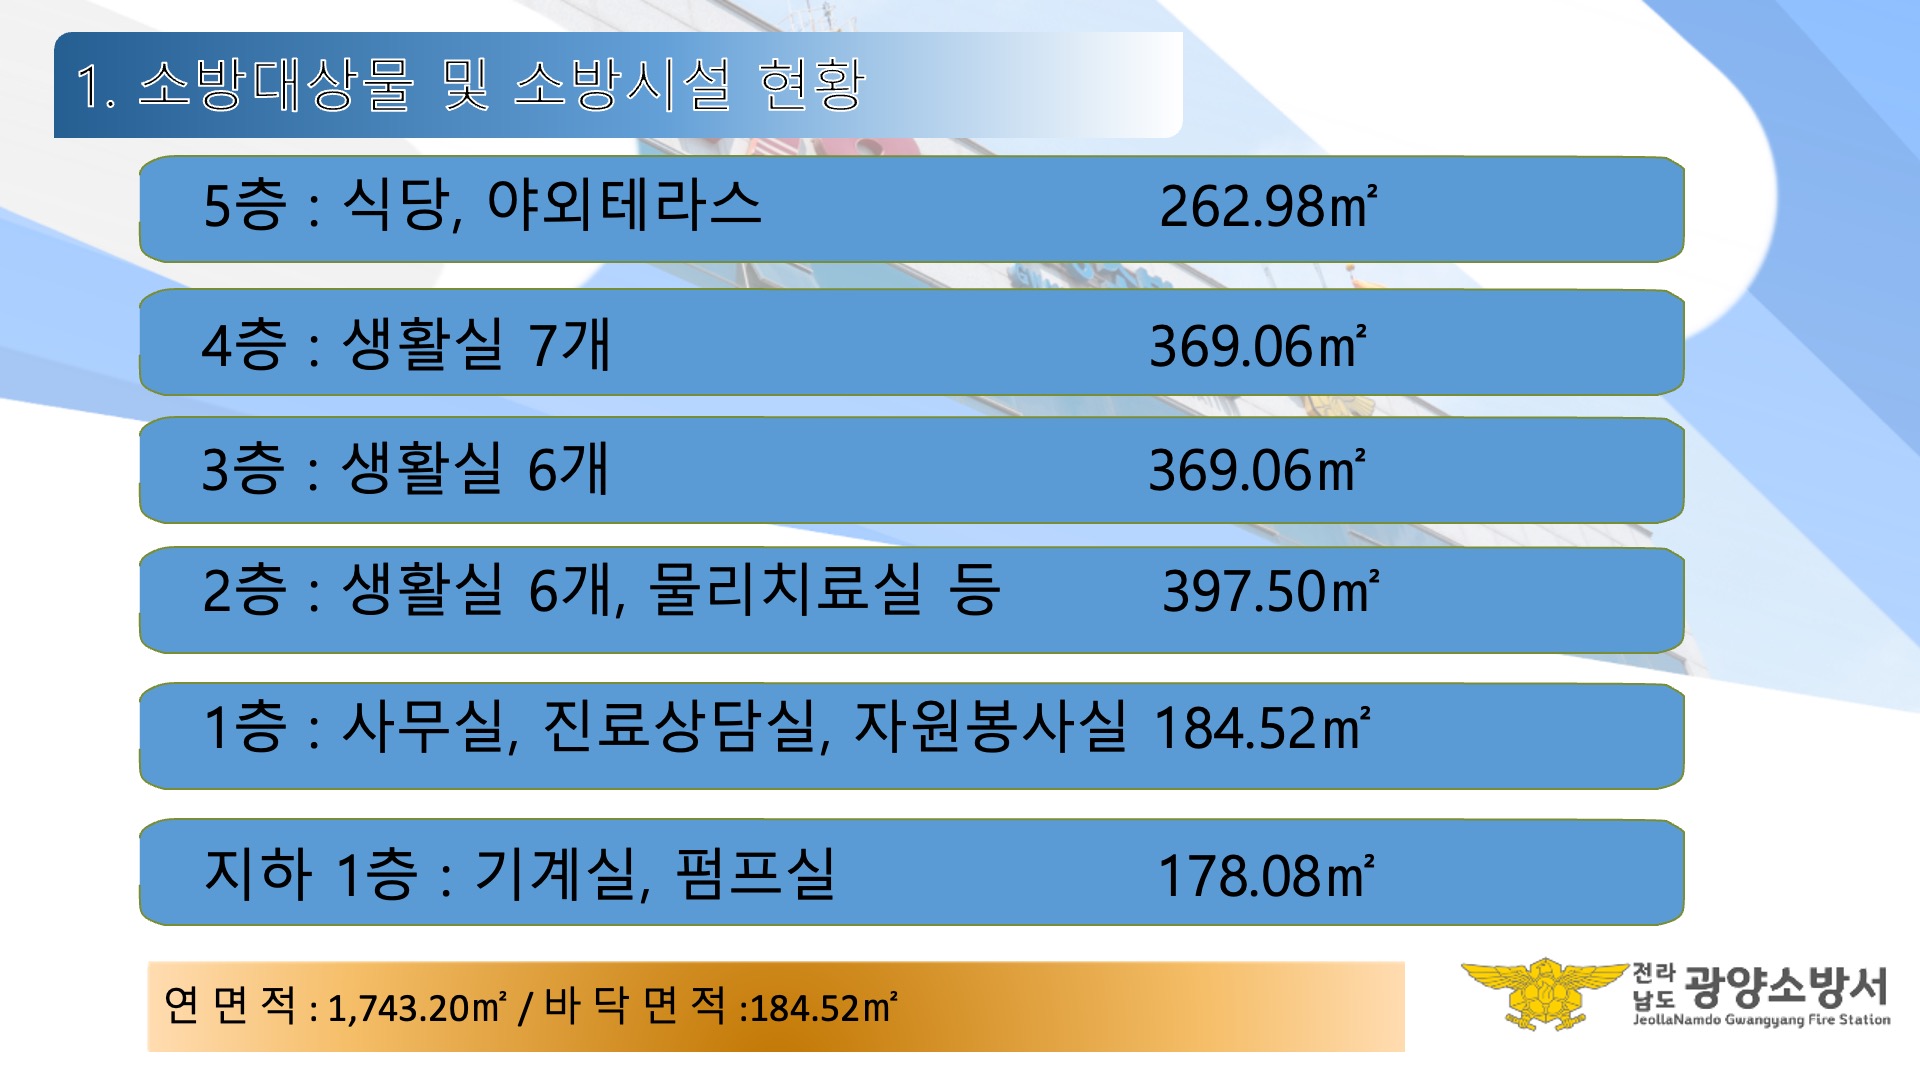 1. 소방대상물 및 소방시설 현황
5층 : 식당, 야외테라스 262.98㎡
4층 : 생활실 7개 369.06㎡
3층 : 생활실 6개 369.06㎡
2층 : 생활실 6개, 물리치료실 등 397.50㎡
1층 : 사무실, 진료상담실, 자원봉사실 184.52㎡
지하 1층 : 기계실, 펌프실 178.08㎡
연 면 적 : 1,743.20㎡ / 바 닥 면 적 :184.52㎡
전라남도 광양소방서
JeollaNamdo Gwangyang Fire Station